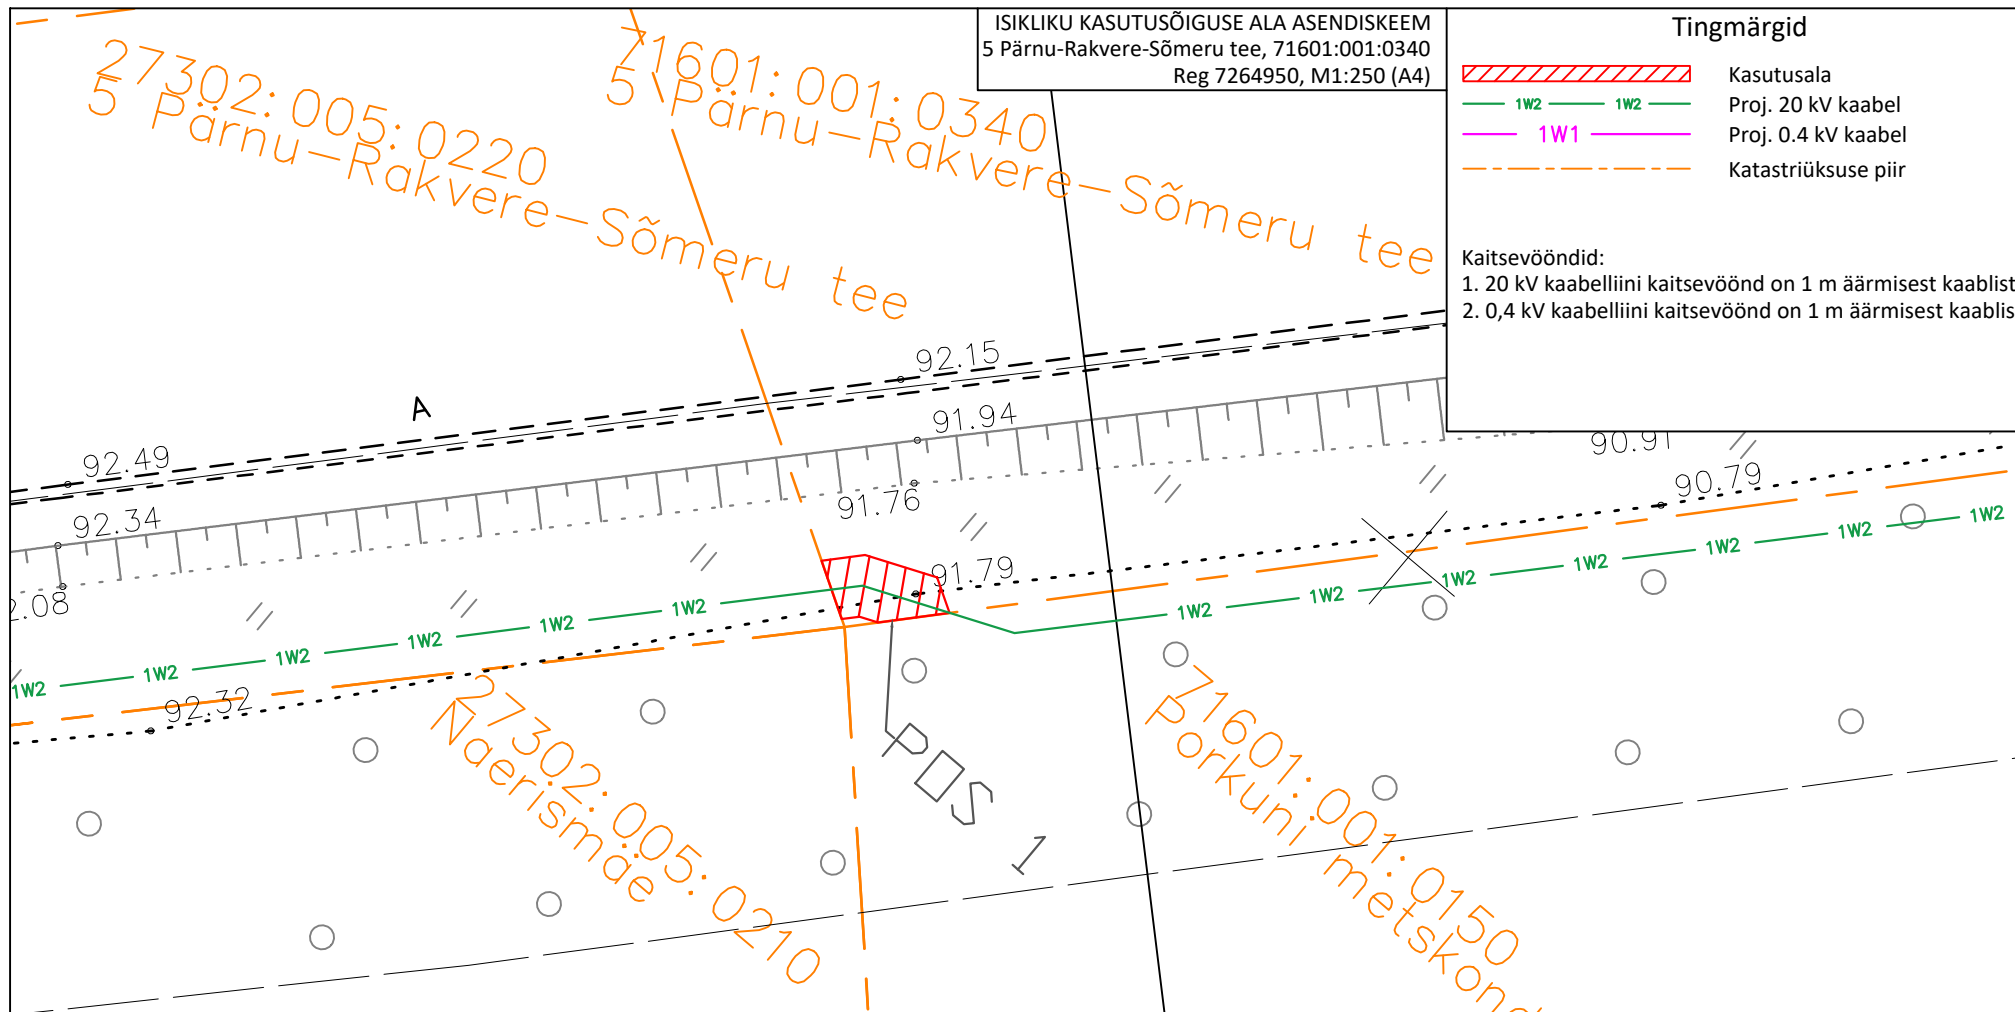 ISIKLIKU KASUTUSÕIGUSE ALA ASENDISKEEM
5 Pärnu-Rakvere-Sõmeru tee, 71601:001:0340
Reg 7264950, M1:250 (A4)
Tingmärgid
Kasutusala
1W2 1W2 Proj. 20 kV kaabel
1W1 Proj. 0.4 kV kaabel
Katastriüksuse piir
Kaitsevööndid:
1. 20 kV kaabelliini kaitsevöönd on 1 m äärmisest kaablist
2. 0,4 kV kaabelliini kaitsevöönd on 1 m äärmisest kaablis
27302:005:0220
5 Pärnu-Rakvere-Sõmeru tee
71601:001:0340
5 Pärnu-Rakvere-Sõmeru tee
92.15
A
91.94
92.49
90.91
90.79
91.76
92.34
91.79
2.08
1W2 1W2 1W2 1W2 1W2 1W2
1W2 1W2 1W2 1W2 1W2 1W2 1W2
92.32
27302:005:0210
Naerismäe
POS 1
71601:001:0150
Porkuni metskond